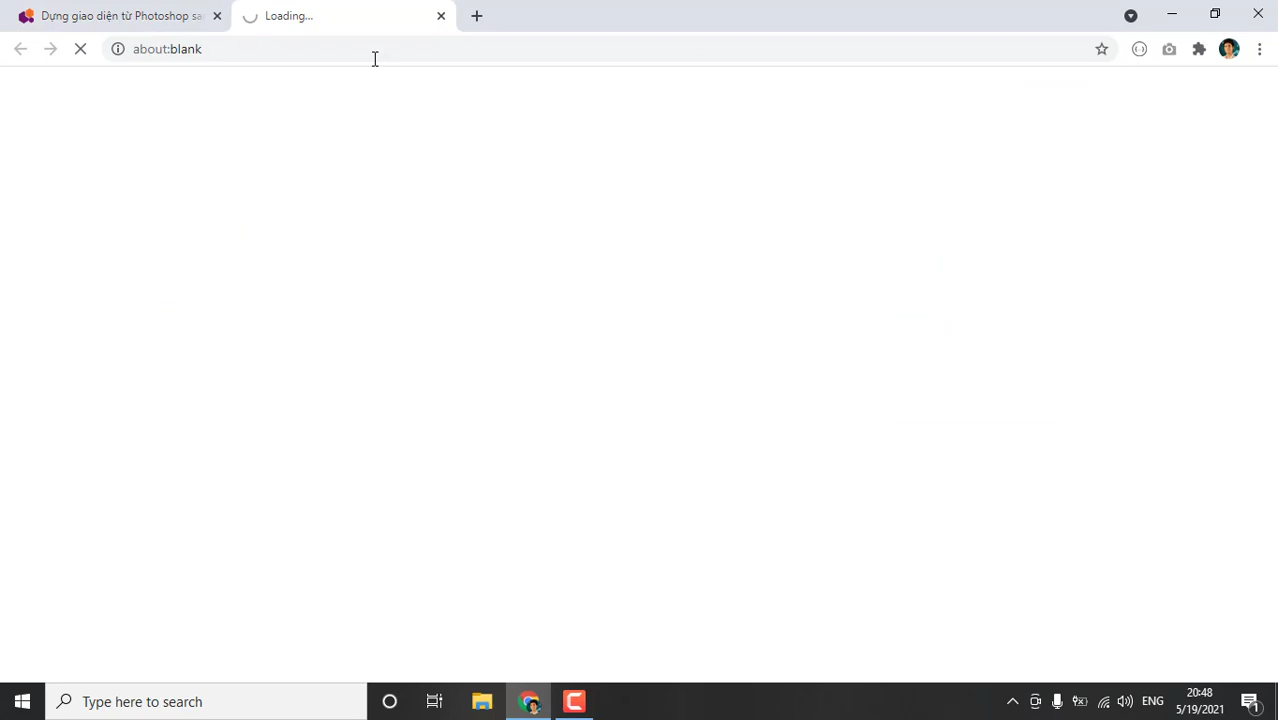 Dựng giao diện từ Photoshop sa
Loading...
about:blank
Type here to search
ENG
20:48
5/19/2021
1